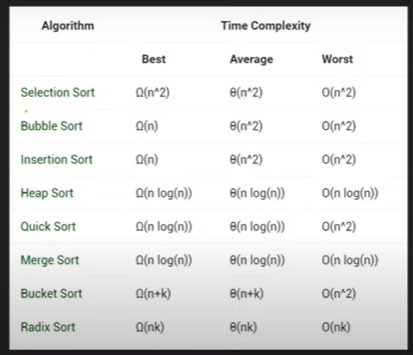 Algorithm Time Complexity
Best Average Worst
Selection Sort Ω(n^2) θ(n^2) O(n^2)
Bubble Sort Ω(n) θ(n^2) O(n^2)
Insertion Sort Ω(n) θ(n^2) O(n^2)
Heap Sort Ω(n log(n)) θ(n log(n)) O(n log(n))
Quick Sort Ω(n log(n)) θ(n log(n)) O(n^2)
Merge Sort Ω(n log(n)) θ(n log(n)) O(n log(n))
Bucket Sort Ω(n+k) θ(n+k) O(n^2)
Radix Sort Ω(nk) θ(nk) O(nk)